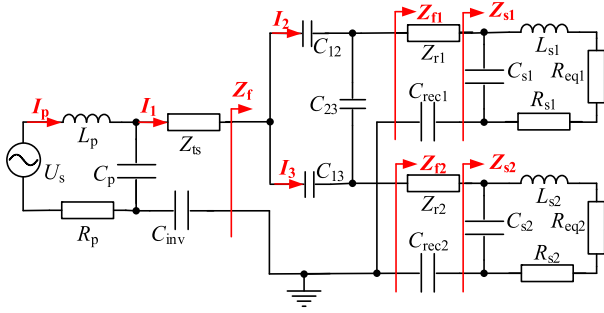 I2 Zf1 Zs1
C12 Zr1 Ls1
Cs1 Req1
Zf C23 Crec1 Rs1
Ip I1
Lp Zts
Us Cp I3 C13 Zf2 Zs2
Zr2 Ls2
Rp Cinv Crec2 Cs2 Req2
Rs2